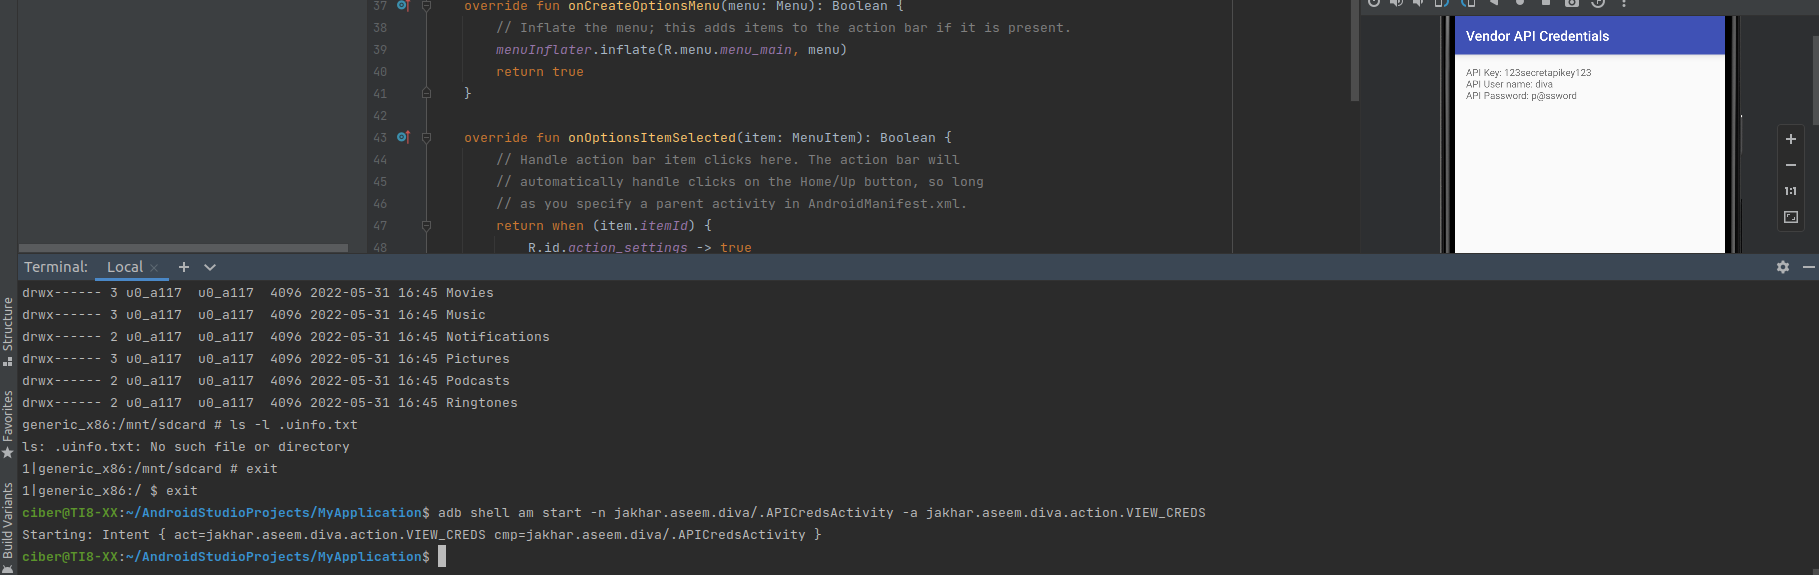 37 override fun onCreateOptionsMenu(menu: Menu): Boolean {
38 // Inflate the menu; this adds items to the action bar if it is present.
39 menuInflater.inflate(R.menu.menu_main, menu)
40 return true
41 }
42
43 override fun onOptionsItemSelected(item: MenuItem): Boolean {
44 // Handle action bar item clicks here. The action bar will
45 // automatically handle clicks on the Home/Up button, so long
46 // as you specify a parent activity in AndroidManifest.xml.
47 return when (item.itemId) {
48 R.id.action_settings -> true
Vendor API Credentials
API Key: 123secretapikey123
API User name: diva
API Password: p@ssword
1:1
Terminal: Local × +
Structure
Favorites
Build Variants
drwx------ 3 u0_a117 u0_a117 4096 2022-05-31 16:45 Movies
drwx------ 3 u0_a117 u0_a117 4096 2022-05-31 16:45 Music
drwx------ 2 u0_a117 u0_a117 4096 2022-05-31 16:45 Notifications
drwx------ 3 u0_a117 u0_a117 4096 2022-05-31 16:45 Pictures
drwx------ 2 u0_a117 u0_a117 4096 2022-05-31 16:45 Podcasts
drwx------ 2 u0_a117 u0_a117 4096 2022-05-31 16:45 Ringtones
generic_x86:/mnt/sdcard # ls -l .uinfo.txt
ls: .uinfo.txt: No such file or directory
1|generic_x86:/mnt/sdcard # exit
1|generic_x86:/ $ exit
ciber@TI8-XX:~/AndroidStudioProjects/MyApplication$ adb shell am start -n jakhar.aseem.diva/.APICredsActivity -a jakhar.aseem.diva.action.VIEW_CREDS
Starting: Intent { act=jakhar.aseem.diva.action.VIEW_CREDS cmp=jakhar.aseem.diva/.APICredsActivity }
ciber@TI8-XX:~/AndroidStudioProjects/MyApplication$